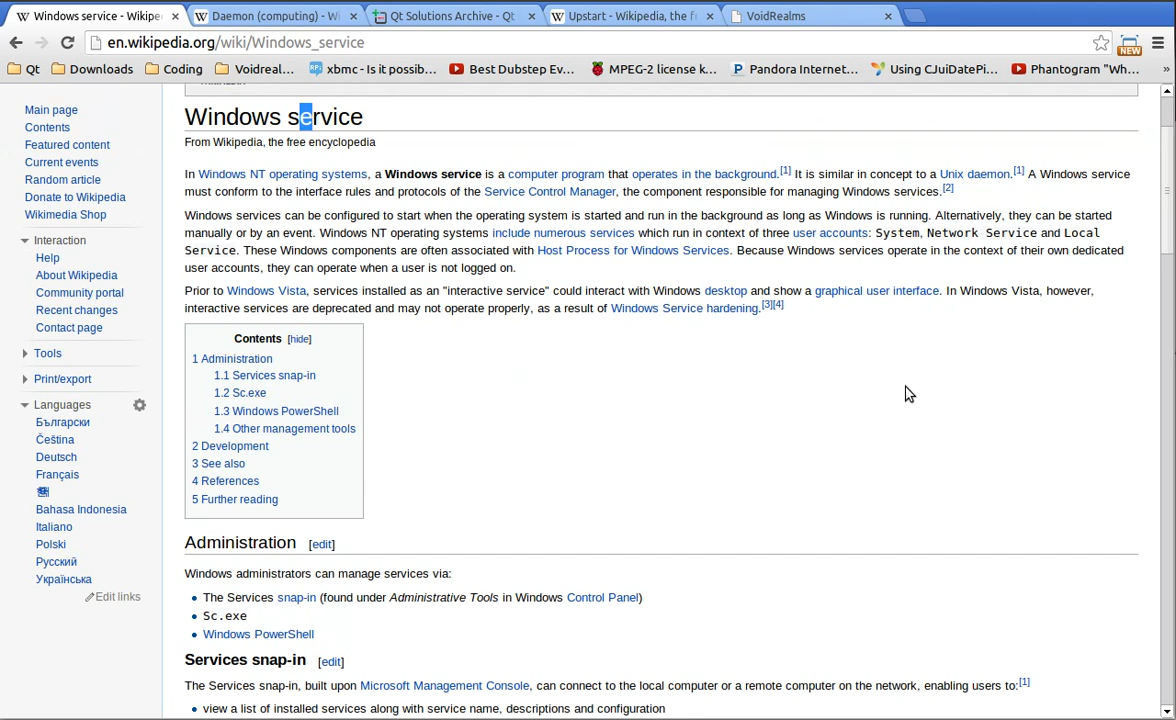 Windows service - Wikipe
Daemon (computing) - Wi
Qt Solutions Archive - Qt
Upstart - Wikipedia, the f
VoidRealms
en.wikipedia.org/wiki/Windows_service
NEW
Qt
Downloads
Coding
Voidreal...
xbmc - Is it possib...
Best Dubstep Ev...
MPEG-2 license k...
Pandora Internet...
Using CJuiDatePi...
Phantogram "Wh...
»
Main page
Contents
Featured content
Current events
Random article
Donate to Wikipedia
Wikimedia Shop
Interaction
Help
About Wikipedia
Community portal
Recent changes
Contact page
Tools
Print/export
Languages
Български
Čeština
Deutsch
Français
Bahasa Indonesia
Italiano
Polski
Русский
Українська
Edit links
Windows service
From Wikipedia, the free encyclopedia
In Windows NT operating systems, a Windows service is a computer program that operates in the background.[1] It is similar in concept to a Unix daemon.[1] A Windows service
must conform to the interface rules and protocols of the Service Control Manager, the component responsible for managing Windows services.[2]
Windows services can be configured to start when the operating system is started and run in the background as long as Windows is running. Alternatively, they can be started
manually or by an event. Windows NT operating systems include numerous services which run in context of three user accounts: System, Network Service and Local
Service. These Windows components are often associated with Host Process for Windows Services. Because Windows services operate in the context of their own dedicated
user accounts, they can operate when a user is not logged on.
Prior to Windows Vista, services installed as an "interactive service" could interact with Windows desktop and show a graphical user interface. In Windows Vista, however,
interactive services are deprecated and may not operate properly, as a result of Windows Service hardening.[3][4]
Contents [hide]
1 Administration
1.1 Services snap-in
1.2 Sc.exe
1.3 Windows PowerShell
1.4 Other management tools
2 Development
3 See also
4 References
5 Further reading
Administration [edit]
Windows administrators can manage services via:
The Services snap-in (found under Administrative Tools in Windows Control Panel)
Sc.exe
Windows PowerShell
Services snap-in [edit]
The Services snap-in, built upon Microsoft Management Console, can connect to the local computer or a remote computer on the network, enabling users to:[1]
view a list of installed services along with service name, descriptions and configuration